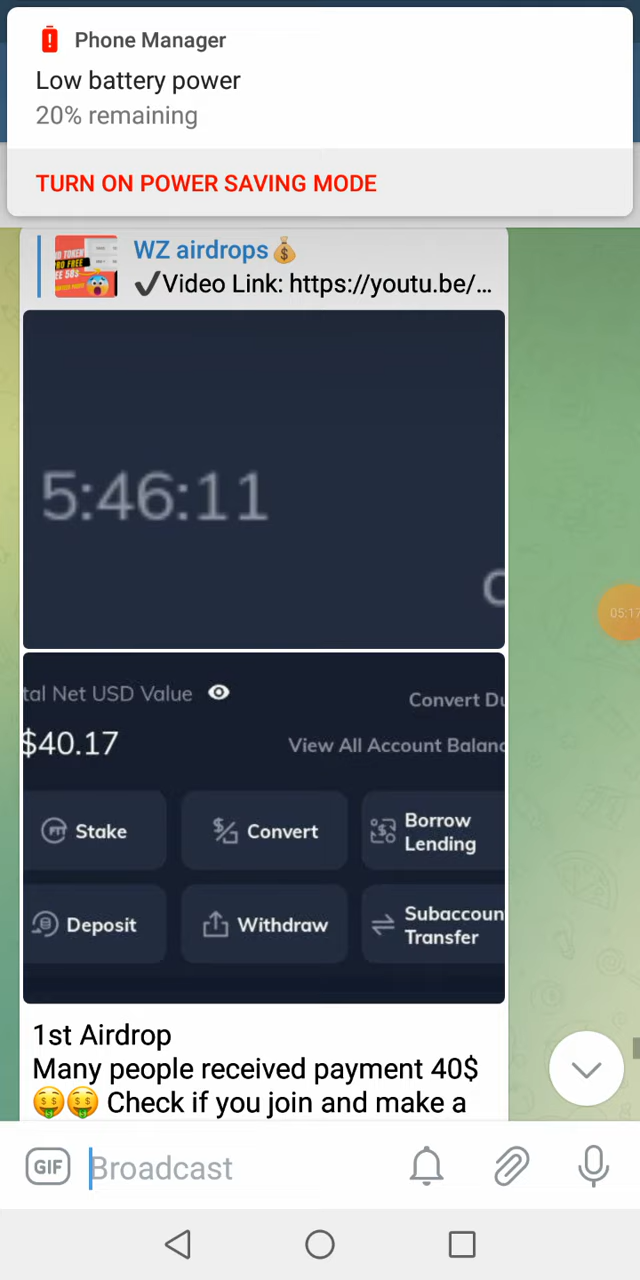 Phone Manager
Low battery power
20% remaining
TURN ON POWER SAVING MODE
WZ airdrops💰
✔Video Link: https://youtu.be/...
5:46:11
C
tal Net USD Value
Convert Du
$40.17
View All Account Balanc
Stake
Convert
Borrow
Lending
Deposit
Withdraw
Subaccoun
Transfer
05:17
1st Airdrop
Many people received payment 40$
🤑🤑 Check if you join and make a
GIF
Broadcast